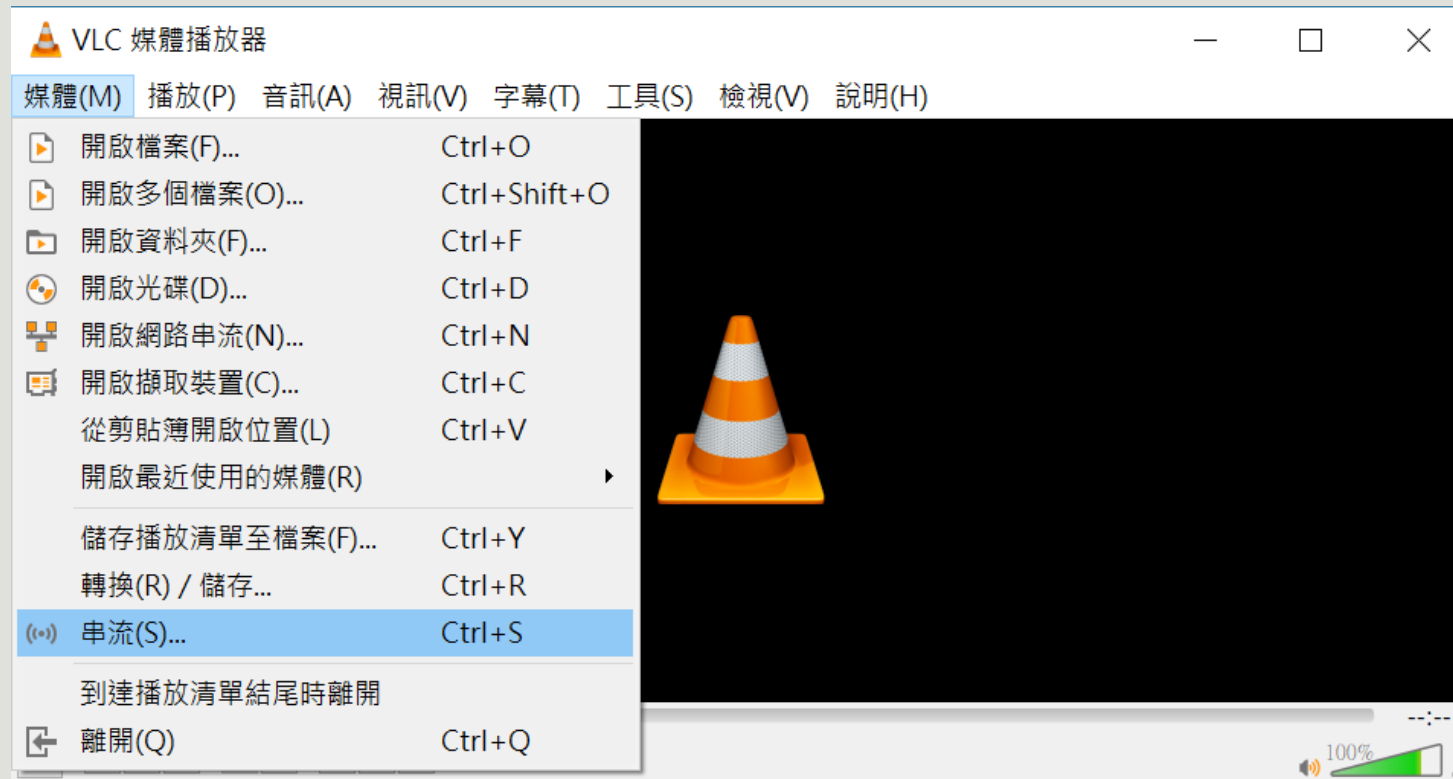 VLC 媒體播放器
媒體(M) 播放(P) 音訊(A) 視訊(V) 字幕(T) 工具(S) 檢視(V) 說明(H)
開啟檔案(F)... Ctrl+O
開啟多個檔案(O)... Ctrl+Shift+O
開啟資料夾(F)... Ctrl+F
開啟光碟(D)... Ctrl+D
開啟網路串流(N)... Ctrl+N
開啟擷取裝置(C)... Ctrl+C
從剪貼簿開啟位置(L) Ctrl+V
開啟最近使用的媒體(R)
儲存播放清單至檔案(F)... Ctrl+Y
轉換(R) / 儲存... Ctrl+R
串流(S)... Ctrl+S
到達播放清單結尾時離開
--:--
離開(Q) Ctrl+Q
100%